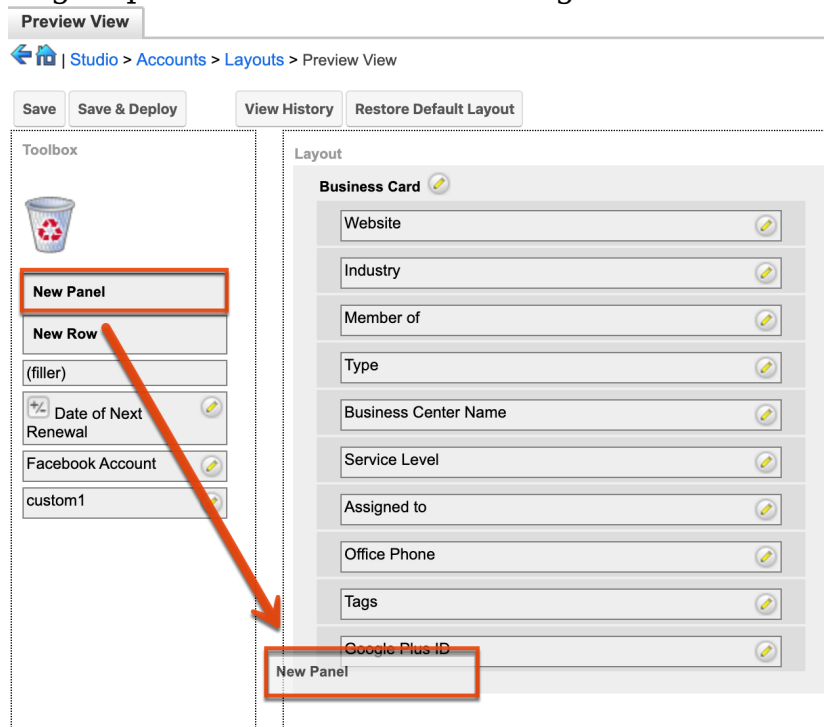 Preview View
| Studio > Accounts > Layouts > Preview View
Save Save & Deploy View History Restore Default Layout
Toolbox
New Panel
New Row
(filler)
+/- Date of Next
Renewal
Facebook Account
custom1
Layout
Business Card
Website
Industry
Member of
Type
Business Center Name
Service Level
Assigned to
Office Phone
Tags
Google Plus ID
New Panel